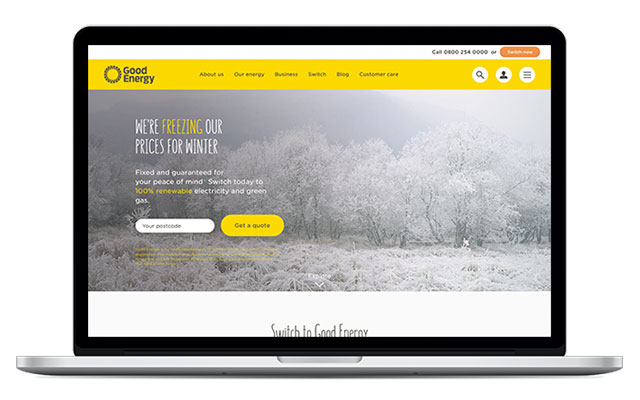 Call 0800 254 0000 or Switch now
Good
Energy
About us Our energy Business Switch Blog Customer care
WE'RE FREEZING OUR
PRICES FOR WINTER
Fixed and guaranteed for
your peace of mind. Switch today to
100% renewable electricity and green
gas.
Your postcode Get a quote
Explore
Switch to Good Energy